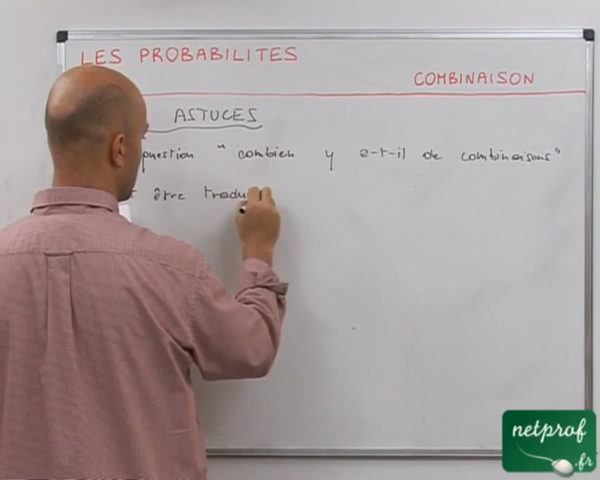 LES PROBABILITES
COMBINAISON
ASTUCES
question " combien y a-t-il de combinaisons"
être tradu
netprof
.fr